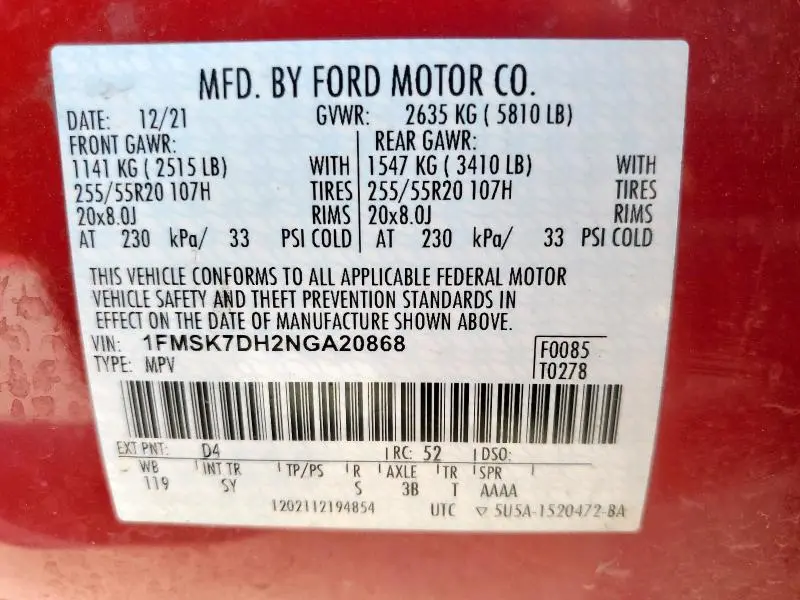 MFD. BY FORD MOTOR CO.
DATE: 12/21 GVWR: 2635 KG ( 5810 LB)
FRONT GAWR: REAR GAWR:
1141 KG ( 2515 LB) WITH 1547 KG ( 3410 LB) WITH
255/55R20 107H TIRES 255/55R20 107H TIRES
20x8.0J RIMS 20x8.0J RIMS
AT 230 kPa/ 33 PSI COLD AT 230 kPa/ 33 PSI COLD
THIS VEHICLE CONFORMS TO ALL APPLICABLE FEDERAL MOTOR
VEHICLE SAFETY AND THEFT PREVENTION STANDARDS IN
EFFECT ON THE DATE OF MANUFACTURE SHOWN ABOVE.
VIN: 1FMSK7DH2NGA20868 F0085
TYPE: MPV T0278
EXT PNT: D4 RC: 52 DSO:
WB INT TR TP/PS R AXLE TR SPR
119 SY S 3B T AAAA
1202112194854 UTC ▽ 5U5A-1520472-BA